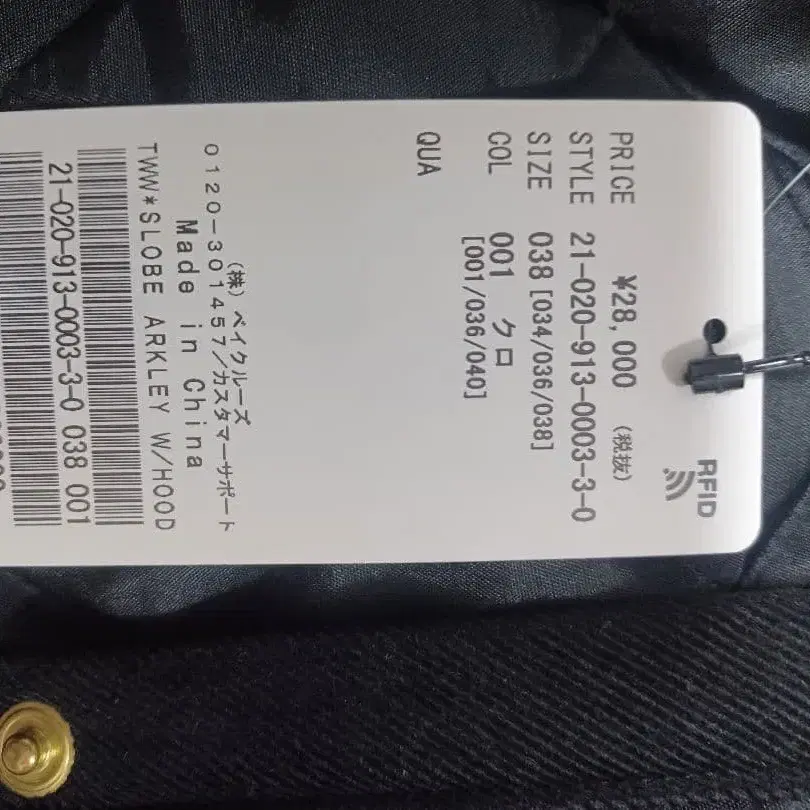 RFID
PRICE ¥28,000 (税抜)
STYLE 21-020-913-0003-3-0
SIZE 038 [034/036/038]
COL 001 クロ
[001/036/040]
QUA
(株) ベイクルーズ
0120-301457/カスタマーサポート
Made in China
TWW*SLOBE ARKLEY W/HOOD
21-020-913-0003-3-0 038 001